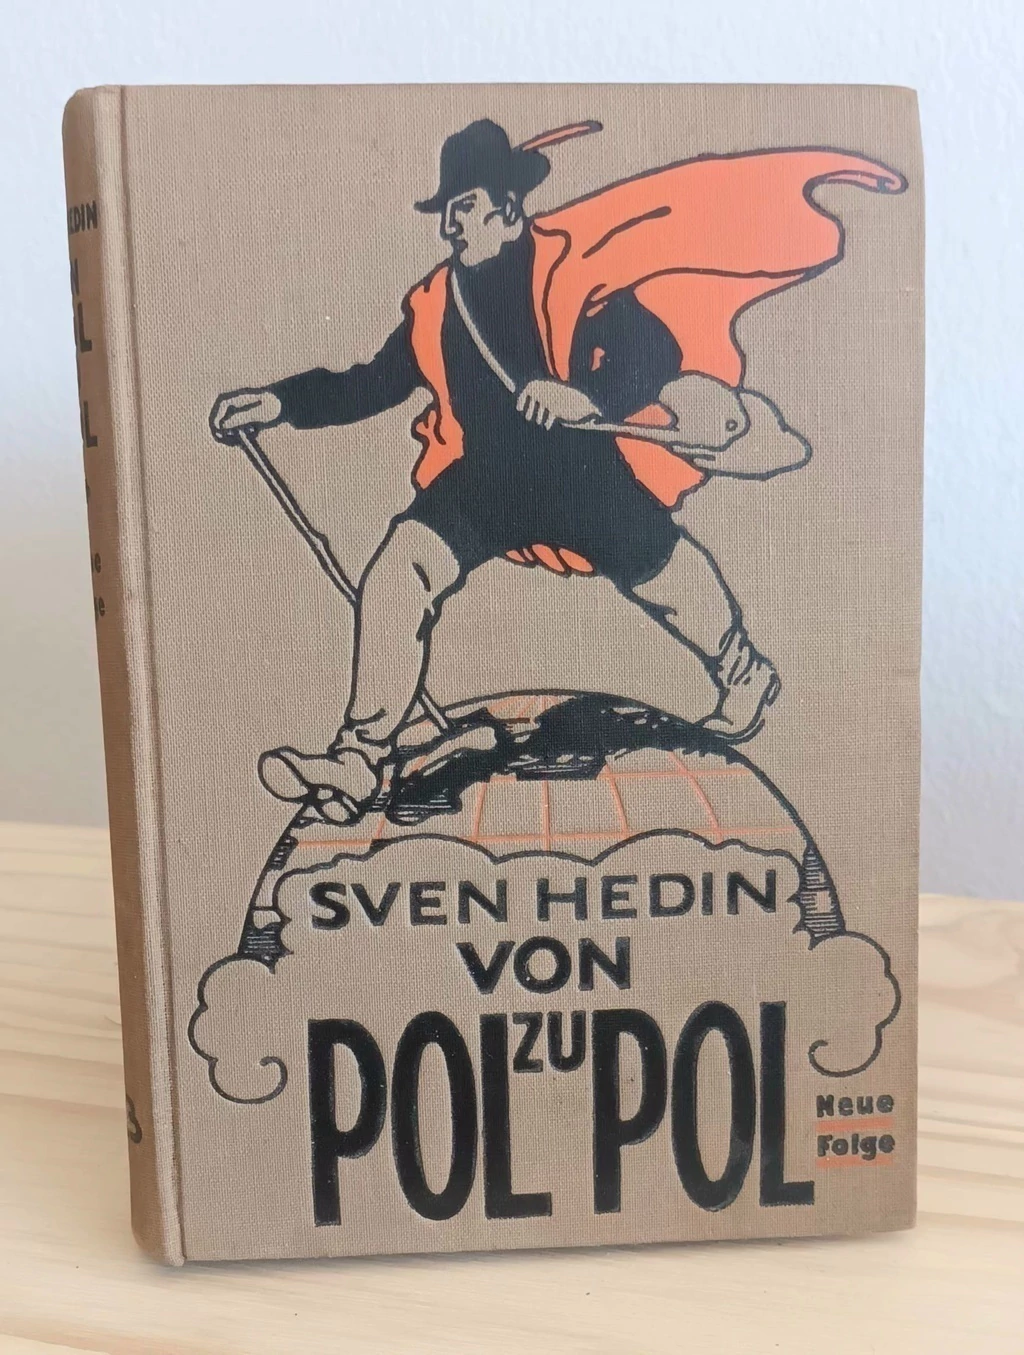 SVEN HEDIN
VON
POL ZU POL
Neue
Folge